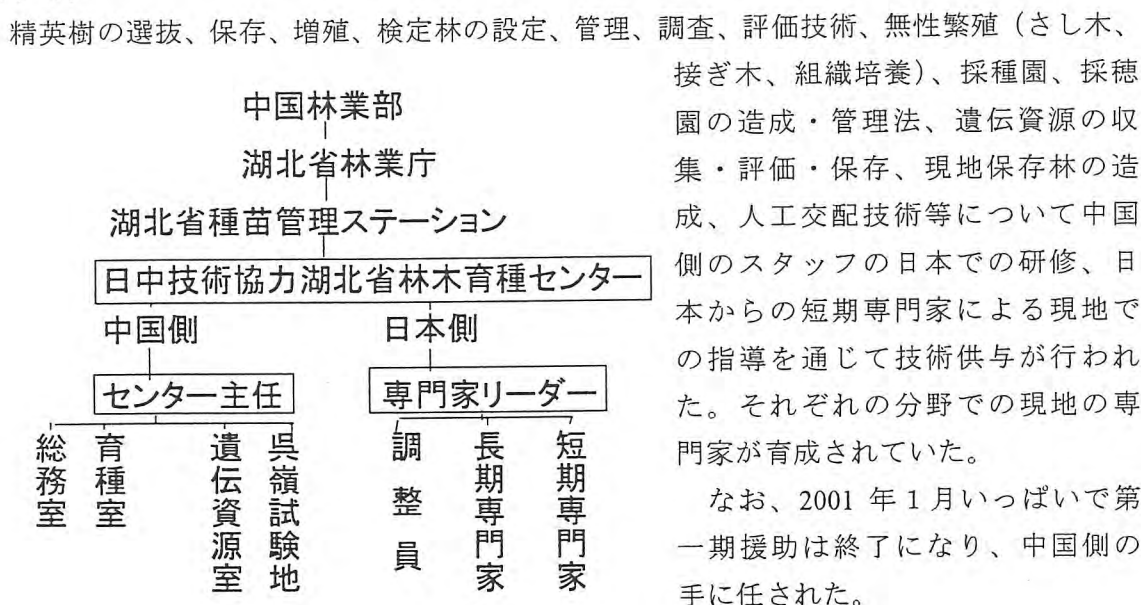 精英樹の選抜、保存、増殖、検定林の設定、管理、調査、評価技術、無性繁殖（さし木、
接ぎ木、組織培養）、採種園、採穂
園の造成・管理法、遺伝資源の収
集・評価・保存、現地保存林の造
成、人工交配技術等について中国
側のスタッフの日本での研修、日
本からの短期専門家による現地で
の指導を通じて技術供与が行われ
た。それぞれの分野での現地の専
門家が育成されていた。
なお、2001 年 1 月いっぱいで第
一期援助は終了になり、中国側の
手に任された。
中国林業部
湖北省林業庁
湖北省種苗管理ステーション
日中技術協力湖北省林木育種センター
中国側
日本側
センター主任
専門家リーダー
総務室
育種室
遺伝資源室
呉嶺試験地
調整員
長期専門家
短期専門家